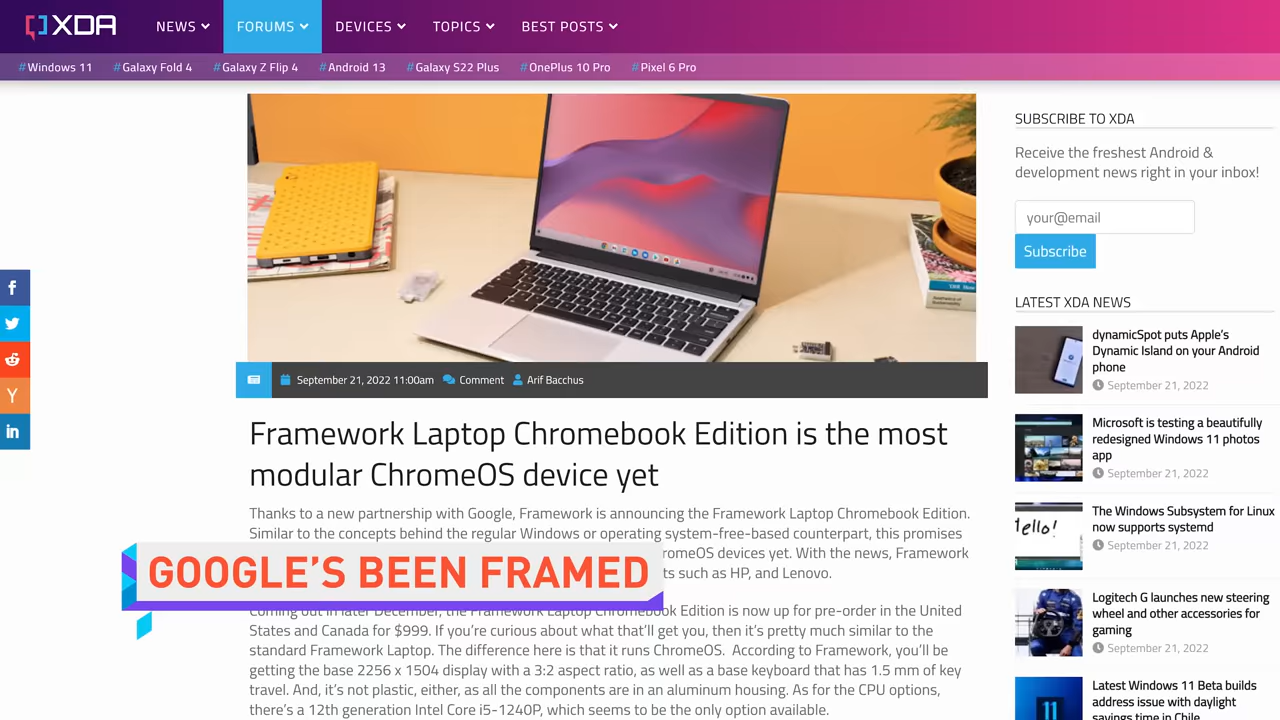 XDA
NEWS
FORUMS
DEVICES
TOPICS
BEST POSTS
#Windows 11
#Galaxy Fold 4
#Galaxy Z Flip 4
#Android 13
#Galaxy S22 Plus
#OnePlus 10 Pro
#Pixel 6 Pro
September 21, 2022 11:00am
Comment
Arif Bacchus
Framework Laptop Chromebook Edition is the most
modular ChromeOS device yet
Thanks to a new partnership with Google, Framework is announcing the Framework Laptop Chromebook Edition.
Similar to the concepts behind the regular Windows or operating system-free-based counterpart, this promises
ChromeOS devices yet. With the news, Framework
such as HP, and Lenovo.
GOOGLE'S BEEN FRAMED
Coming out in later December, the Framework Laptop Chromebook Edition is now up for pre-order in the United
States and Canada for $999. If you're curious about what that'll get you, then it's pretty much similar to the
standard Framework Laptop. The difference here is that it runs ChromeOS. According to Framework, you'll be
getting the base 2256 x 1504 display with a 3:2 aspect ratio, as well as a base keyboard that has 1.5 mm of key
travel. And, it's not plastic, either, as all the components are in an aluminum housing. As for the CPU options,
there's a 12th generation Intel Core i5-1240P, which seems to be the only option available.
SUBSCRIBE TO XDA
Receive the freshest Android &
development news right in your inbox!
your@email
Subscribe
LATEST XDA NEWS
dynamicSpot puts Apple's
Dynamic Island on your Android
phone
September 21, 2022
Microsoft is testing a beautifully
redesigned Windows 11 photos
app
September 21, 2022
Hello!
The Windows Subsystem for Linux
now supports systemd
September 21, 2022
Logitech G launches new steering
wheel and other accessories for
gaming
September 21, 2022
11
Latest Windows 11 Beta builds
address issue with daylight
savings time in Chile